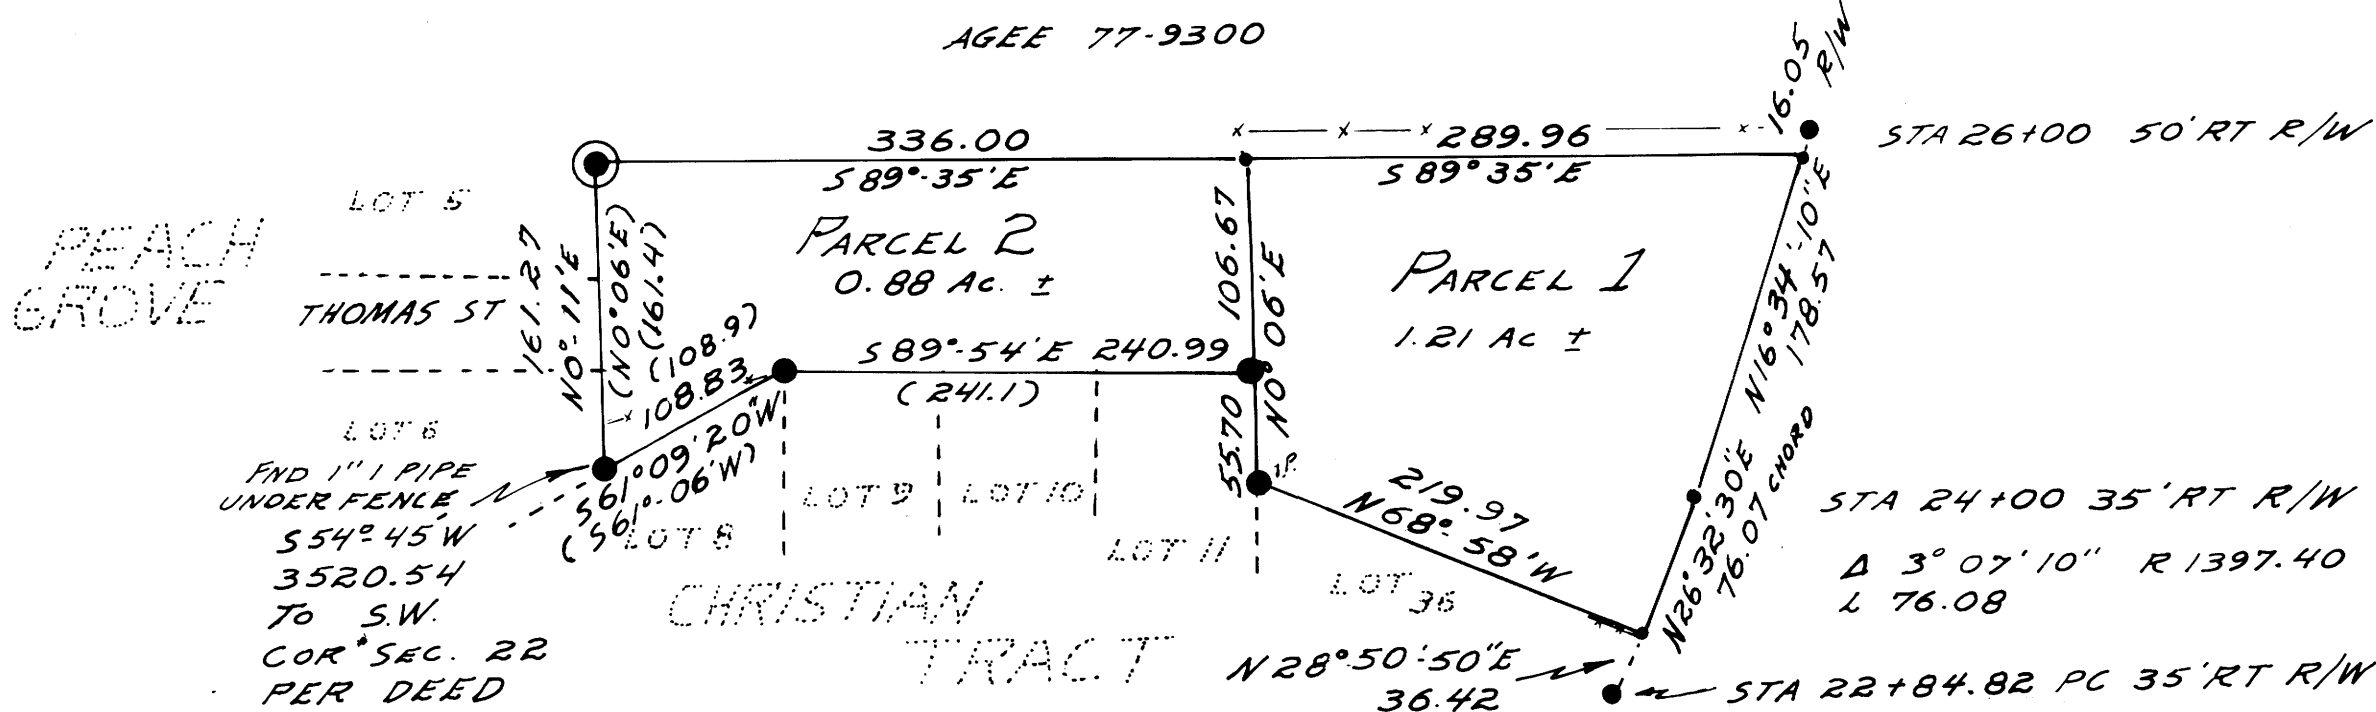 AGEE 77-9300
16.05
R/W
STA 26+00 50' RT R/W
336.00
S 89°-35'E
289.96
S 89° 35'E
LOT 5
PEACH
GROVE
THOMAS ST
161.27
N0°-11'E
(N0°06'E)
(161.4)
PARCEL 2
0.88 Ac. ±
106.67
N0° 06'E
PARCEL 1
1.21 Ac ±
N16° 34'-10"E
178.57
(108.9)
108.83
S61°09'20"W
(S61°-06'W)
S 89°-54'E 240.99
(241.1)
LOT 6
FND 1" I PIPE
UNDER FENCE
S 54°-45'W
3520.54
TO S.W.
COR SEC. 22
PER DEED
LOT 8
LOT 9
LOT 10
LOT 11
55.70
I.P.
219.97
N 68°-58'W
LOT 36
CHRISTIAN
TRACT
N26°32'30"E
76.07 CHORD
STA 24+00 35' RT R/W
Δ 3° 07' 10" R 1397.40
L 76.08
N 28°50'-50"E
36.42
STA 22+84.82 PC 35' RT R/W